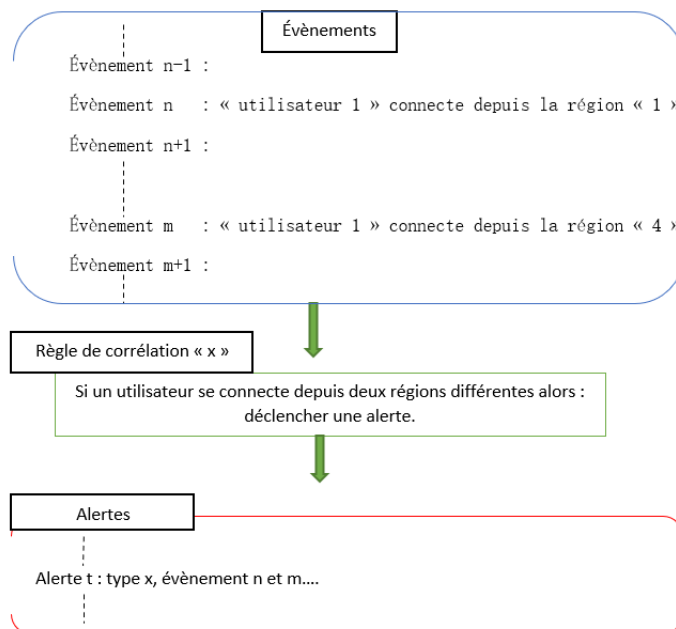 Évènements
Évènement n-1 :
Évènement n : « utilisateur 1 » connecte depuis la région « 1 »
Évènement n+1 :
Évènement m : « utilisateur 1 » connecte depuis la région « 4 »
Évènement m+1 :
Règle de corrélation « x »
Si un utilisateur se connecte depuis deux régions différentes alors :
déclencher une alerte.
Alertes
Alerte t : type x, évènement n et m....